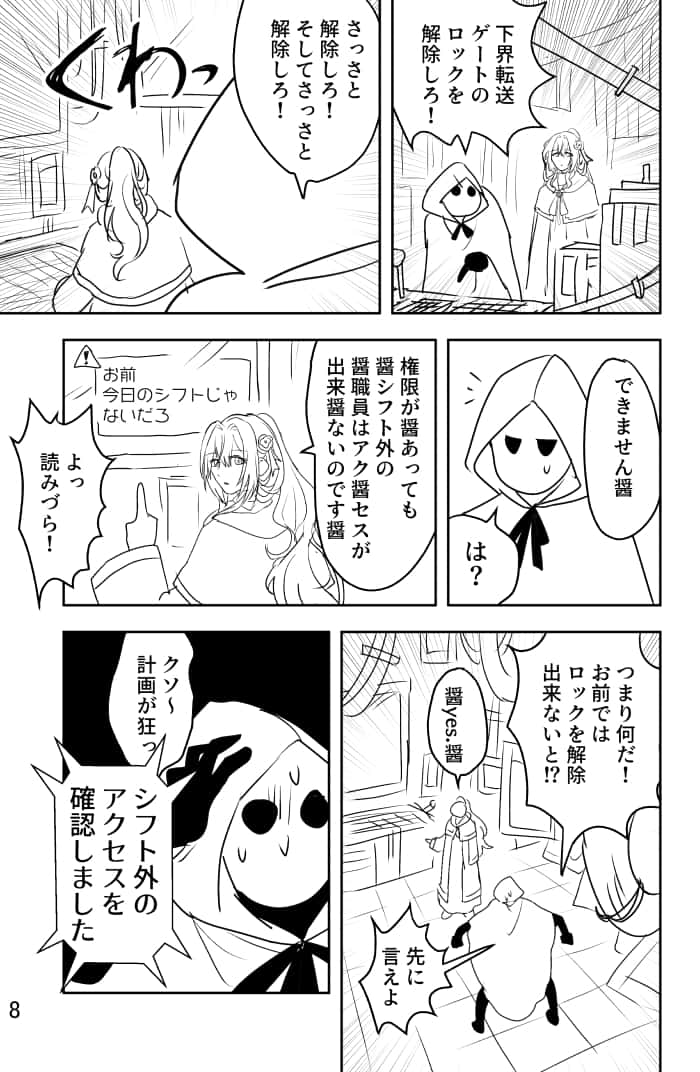 下界転送
ゲートの
ロックを
解除しろ！
さっさと
解除しろ！
そしてさっさと
解除しろ！
くわっ
できません醤
は？
権限が醤あっても
醤シフト外の
醤職員はアク醤セスが
出来醤ないのです醤
お前
今日のシフトじゃ
ないだろ
よっ
読みづら！
つまり何だ！
お前では
ロックを解除
出来ないと!?
醤yes.醤
先に
言えよ
クソ〜
計画が狂っ
シフト外の
アクセスを
確認しました
8